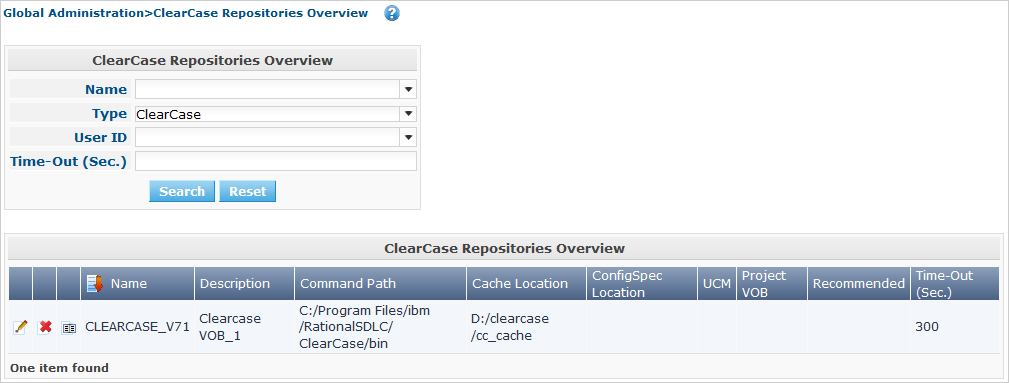 Global Administration>ClearCase Repositories Overview ?
ClearCase Repositories Overview
Name
Type ClearCase
User ID
Time-Out (Sec.)
Search Reset
ClearCase Repositories Overview
Name Description Command Path Cache Location ConfigSpec Location UCM Project VOB Recommended Time-Out (Sec.)
CLEARCASE_V71 Clearcase VOB_1 C:/Program Files/ibm /RationalSDLC/ ClearCase/bin D:/clearcase /cc_cache 300
One item found